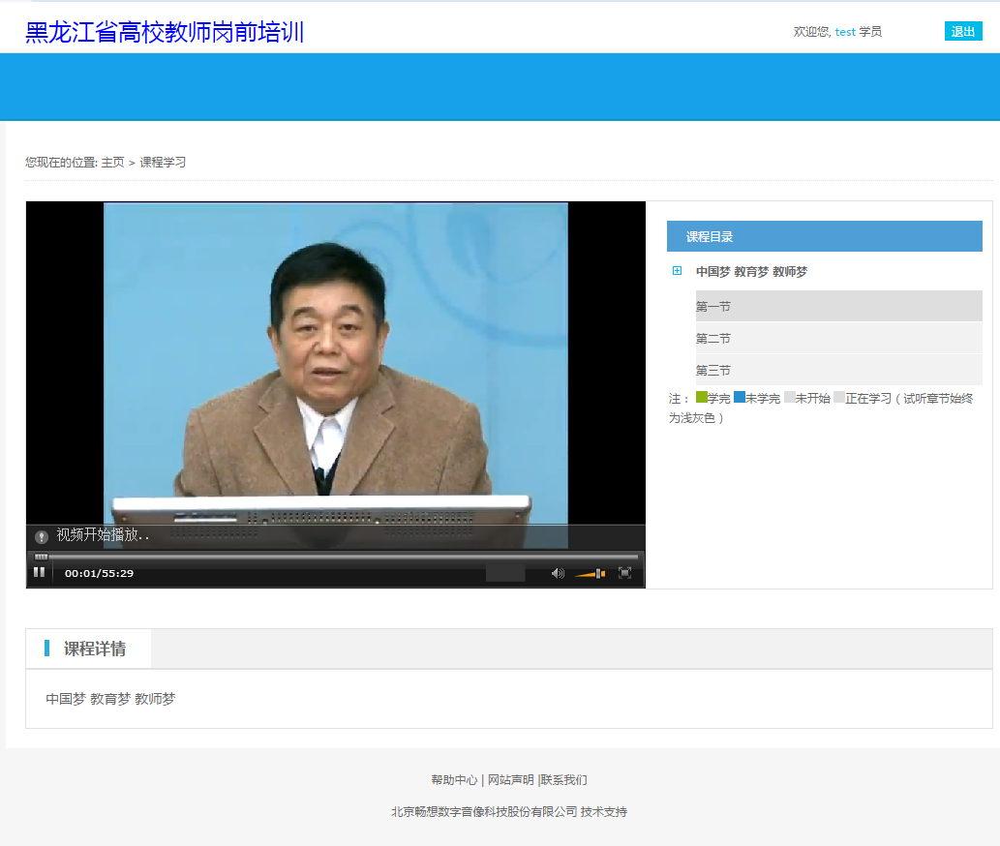 黑龙江省高校教师岗前培训
欢迎您, test 学员
退出
您现在的位置: 主页 > 课程学习
课程目录
中国梦 教育梦 教师梦
第一节
第二节
第三节
注：学完 未学完 未开始 正在学习（试听章节始终
为浅灰色）
视频开始播放..
00:01/55:29
课程详情
中国梦 教育梦 教师梦
帮助中心 | 网站声明 |联系我们
北京畅想数字音像科技股份有限公司 技术支持